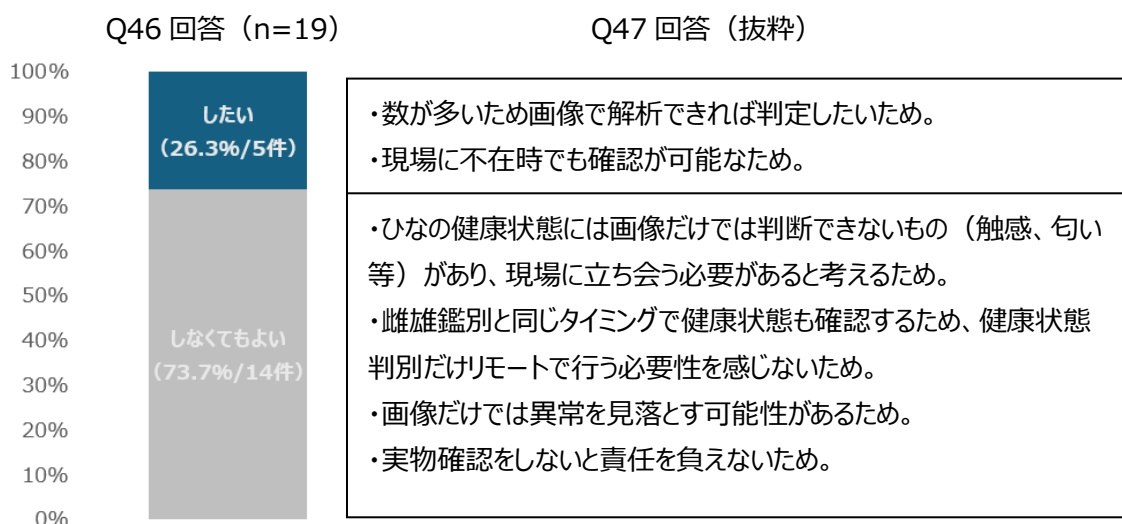 Q46 回答（n=19）
Q47 回答（抜粋）
100%
90%
80%
70%
60%
50%
40%
30%
20%
10%
0%
したい
（26.3%/5件）
しなくてもよい
（73.7%/14件）
・数が多いため画像で解析できれば判定したいため。
・現場に不在時でも確認が可能なため。
・ひなの健康状態には画像だけでは判断できないもの（触感、匂い
等）があり、現場に立ち会う必要があると考えるため。
・雌雄鑑別と同じタイミングで健康状態も確認するため、健康状態
判別だけリモートで行う必要性を感じないため。
・画像だけでは異常を見落とす可能性があるため。
・実物確認をしないと責任を負えないため。